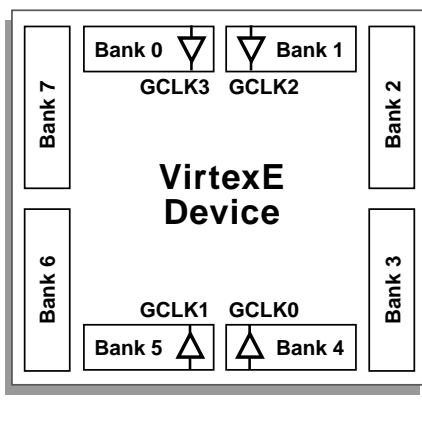 Bank 0
Bank 1
GCLK3
GCLK2
Bank 7
Bank 2
VirtexE
Device
Bank 6
Bank 3
GCLK1
GCLK0
Bank 5
Bank 4